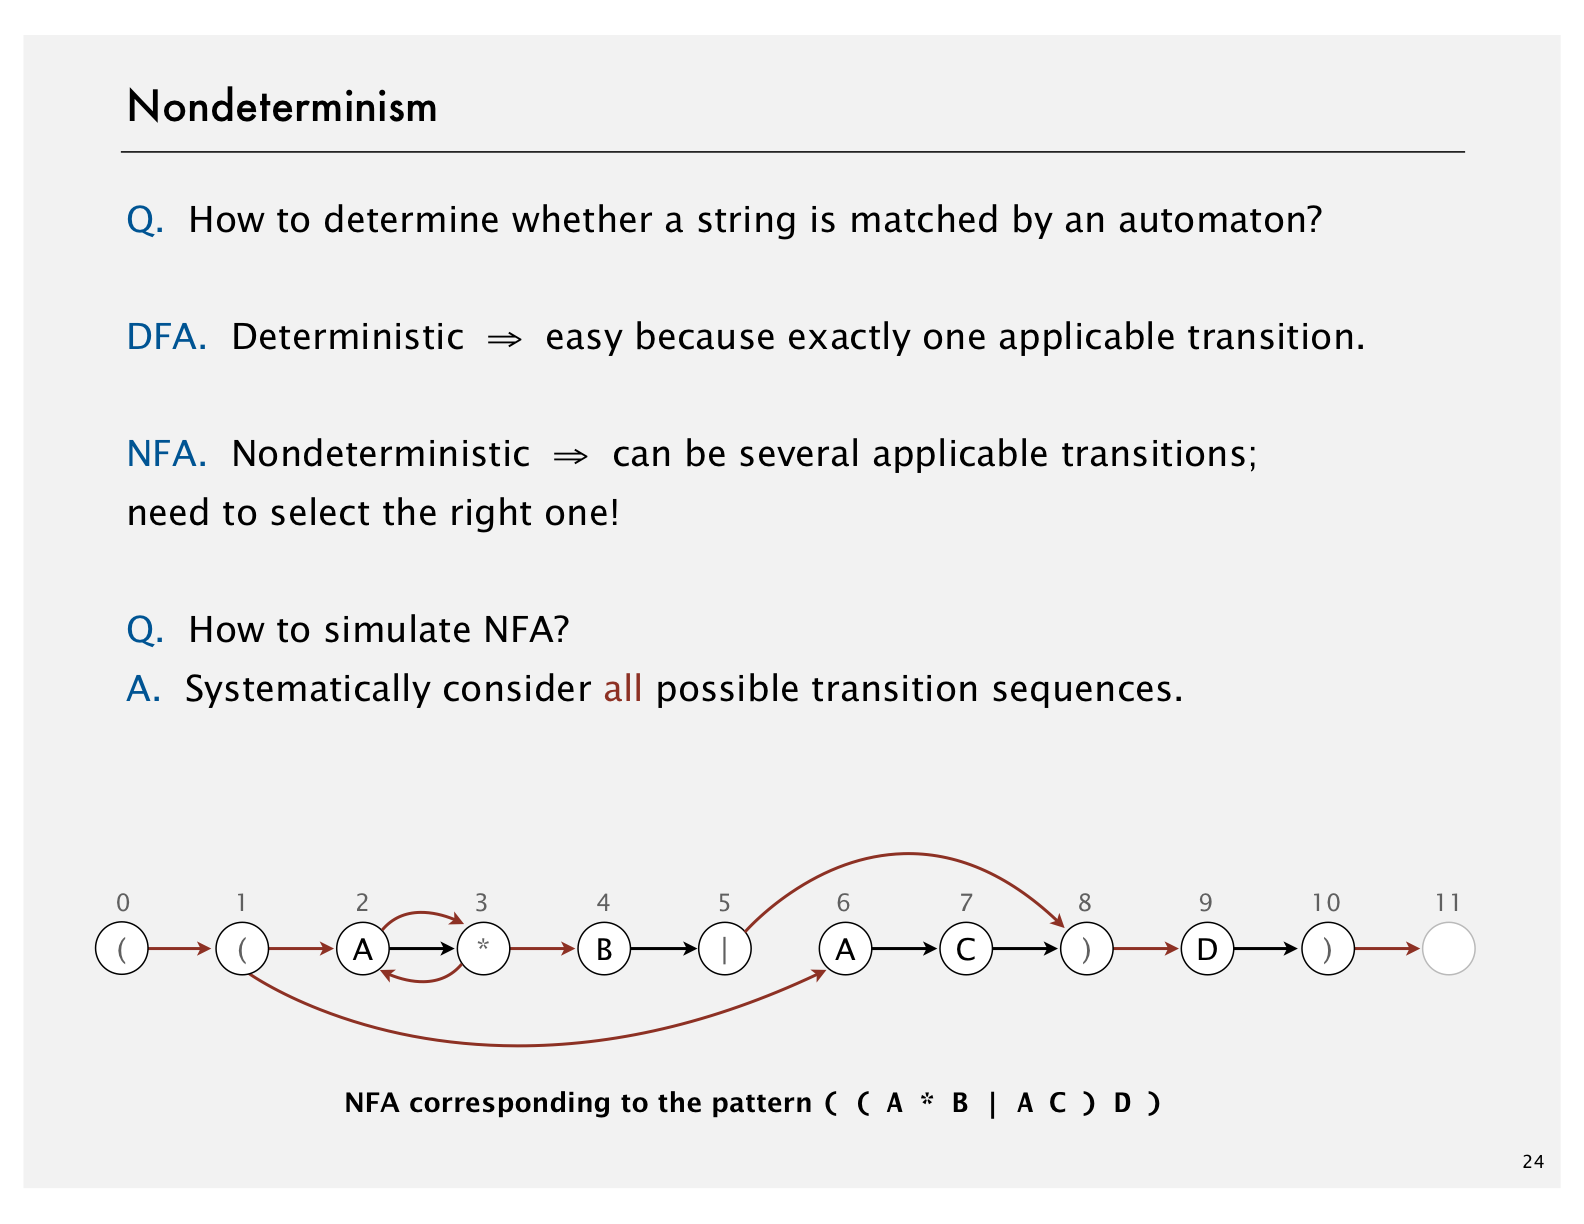 Nondeterminism
Q. How to determine whether a string is matched by an automaton?
DFA. Deterministic ⇒ easy because exactly one applicable transition.
NFA. Nondeterministic ⇒ can be several applicable transitions;
need to select the right one!
Q. How to simulate NFA?
A. Systematically consider all possible transition sequences.
0 1 2 3 4 5 6 7 8 9 10 11
( ( A * B | A C ) D )
NFA corresponding to the pattern ( ( A * B | A C ) D )
24